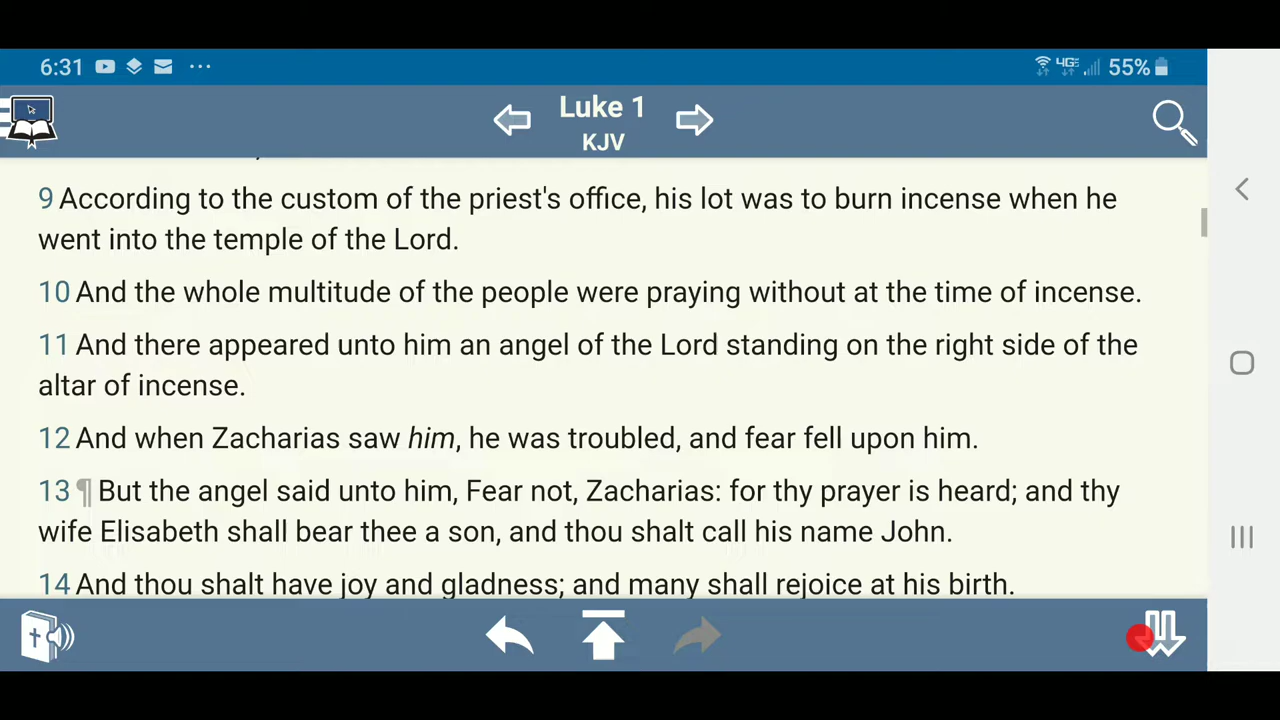 6:31 ... 4GE 55%
Luke 1
KJV
9 According to the custom of the priest's office, his lot was to burn incense when he
went into the temple of the Lord.
10 And the whole multitude of the people were praying without at the time of incense.
11 And there appeared unto him an angel of the Lord standing on the right side of the
altar of incense.
12 And when Zacharias saw him, he was troubled, and fear fell upon him.
13 ¶ But the angel said unto him, Fear not, Zacharias: for thy prayer is heard; and thy
wife Elisabeth shall bear thee a son, and thou shalt call his name John.
14 And thou shalt have joy and gladness; and many shall rejoice at his birth.